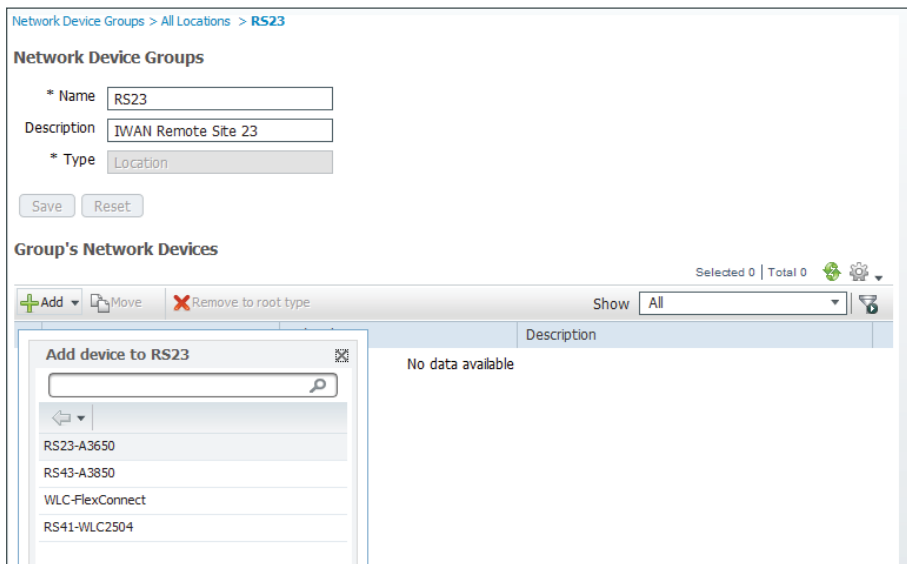 Network Device Groups > All Locations > RS23
Network Device Groups
* Name RS23
Description IWAN Remote Site 23
* Type Location
Save Reset
Group's Network Devices
Selected 0 | Total 0
Add Move Remove to root type Show All
Description
Add device to RS23
No data available
RS23-A3650
RS43-A3850
WLC-FlexConnect
RS41-WLC2504